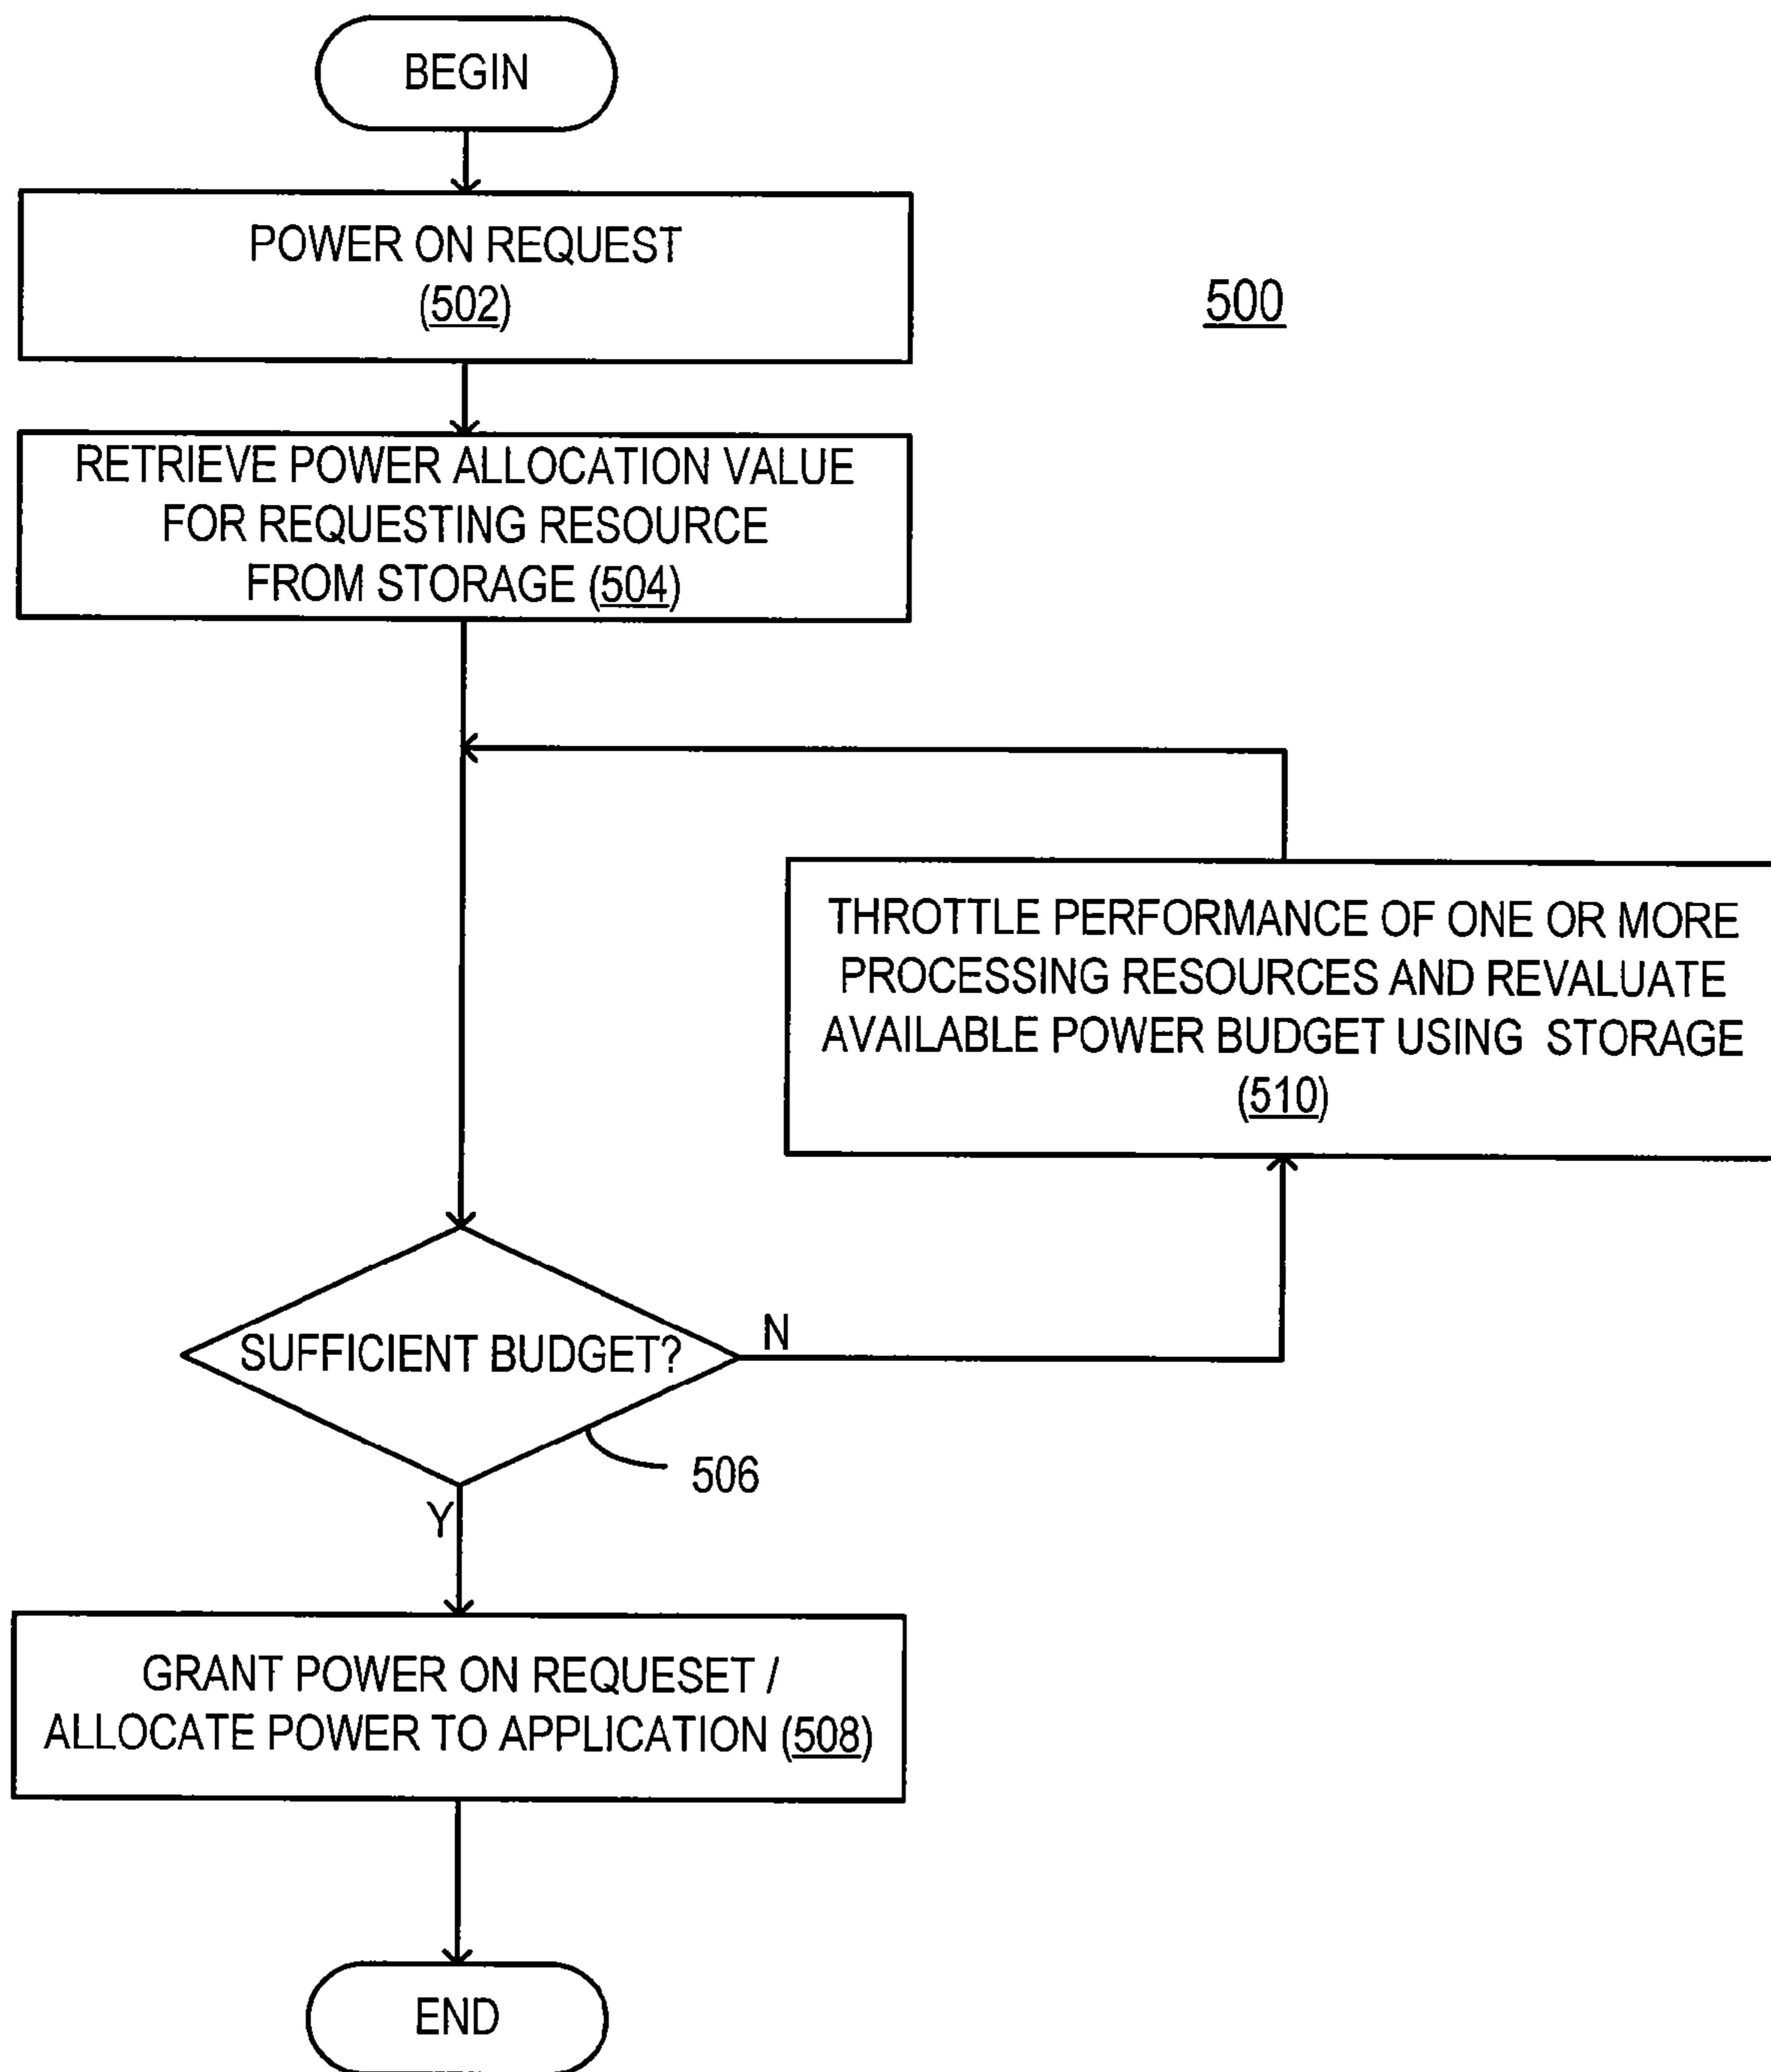 BEGIN
POWER ON REQUEST
(502)
500
RETRIEVE POWER ALLOCATION VALUE
FOR REQUESTING RESOURCE
FROM STORAGE (504)
THROTTLE PERFORMANCE OF ONE OR MORE
PROCESSING RESOURCES AND REVALUATE
AVAILABLE POWER BUDGET USING STORAGE
(510)
SUFFICIENT BUDGET?
N
506
Y
GRANT POWER ON REQUESET /
ALLOCATE POWER TO APPLICATION (508)
END